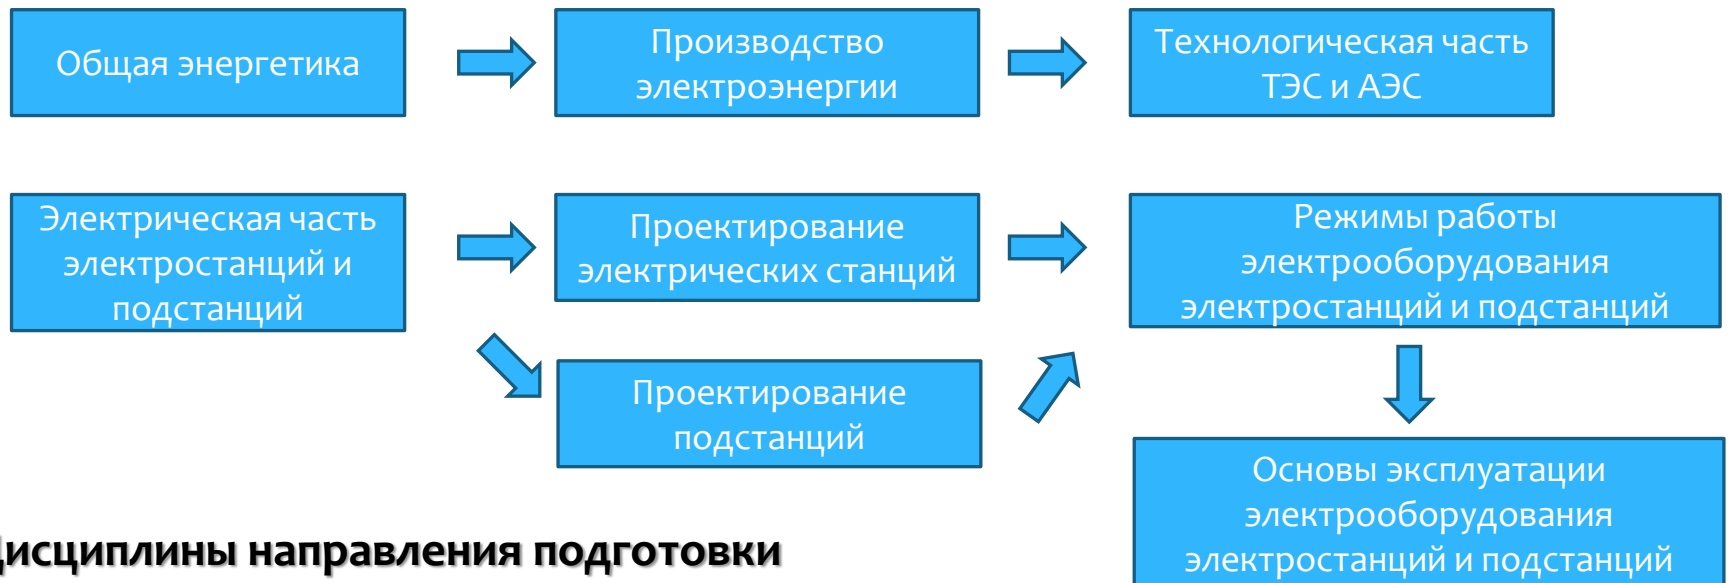 Общая энергетика
Производство
электроэнергии
Технологическая часть
ТЭС и АЭС
Электрическая часть
электростанций и
подстанций
Проектирование
электрических станций
Режимы работы
электрооборудования
электростанций и подстанций
Проектирование
подстанций
Основы эксплуатации
электрооборудования
электростанций и подстанций
Дисциплины направления подготовки